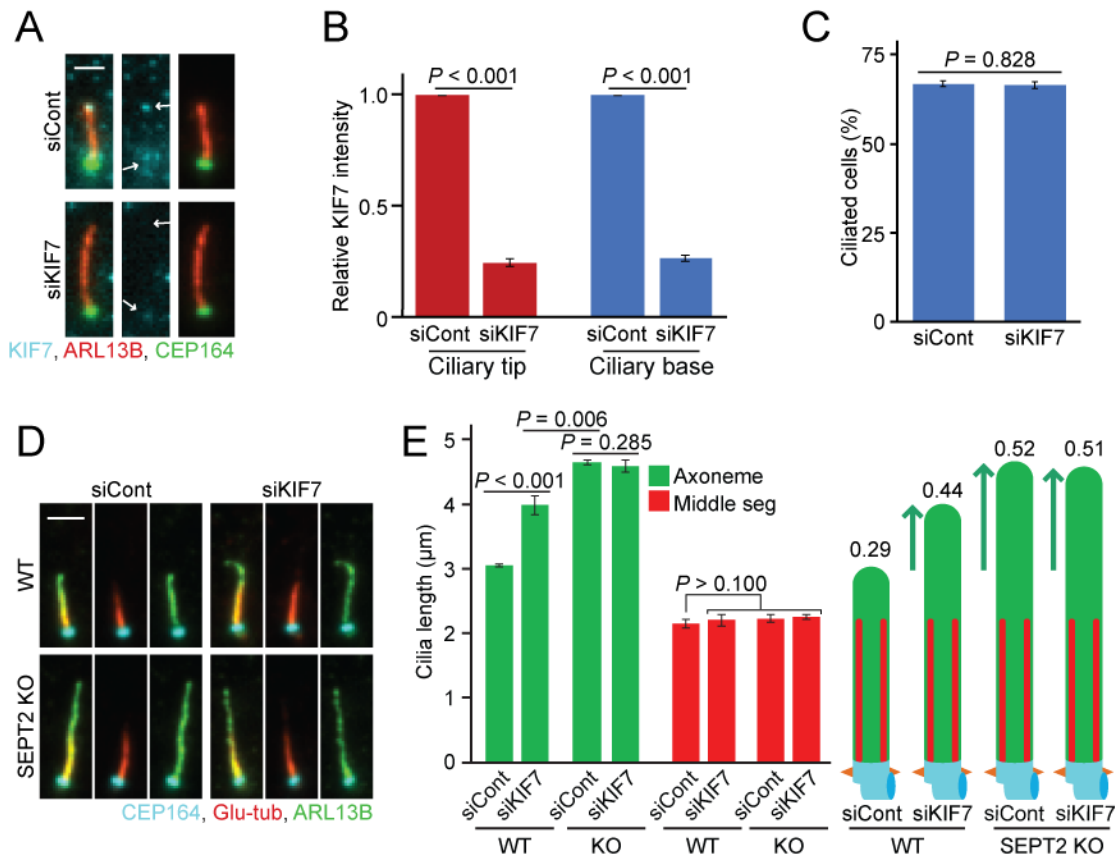 A
siCont
siKIF7
KIF7, ARL13B, CEP164
B
Relative KIF7 intensity
1.0
0.5
0
P < 0.001
P < 0.001
siCont siKIF7
siCont siKIF7
Ciliary tip
Ciliary base
C
Ciliated cells (%)
75
50
25
0
P = 0.828
siCont
siKIF7
D
siCont
siKIF7
WT
SEPT2 KO
CEP164, Glu-tub, ARL13B
E
Cilia length (µm)
5
4
3
2
1
0
P = 0.006
P = 0.285
P < 0.001
Axoneme
Middle seg
P > 0.100
siCont
siKIF7
siCont
siKIF7
siCont
siKIF7
siCont
siKIF7
WT
KO
WT
KO
0.29
0.44
0.52
0.51
siCont siKIF7
siCont siKIF7
WT
SEPT2 KO